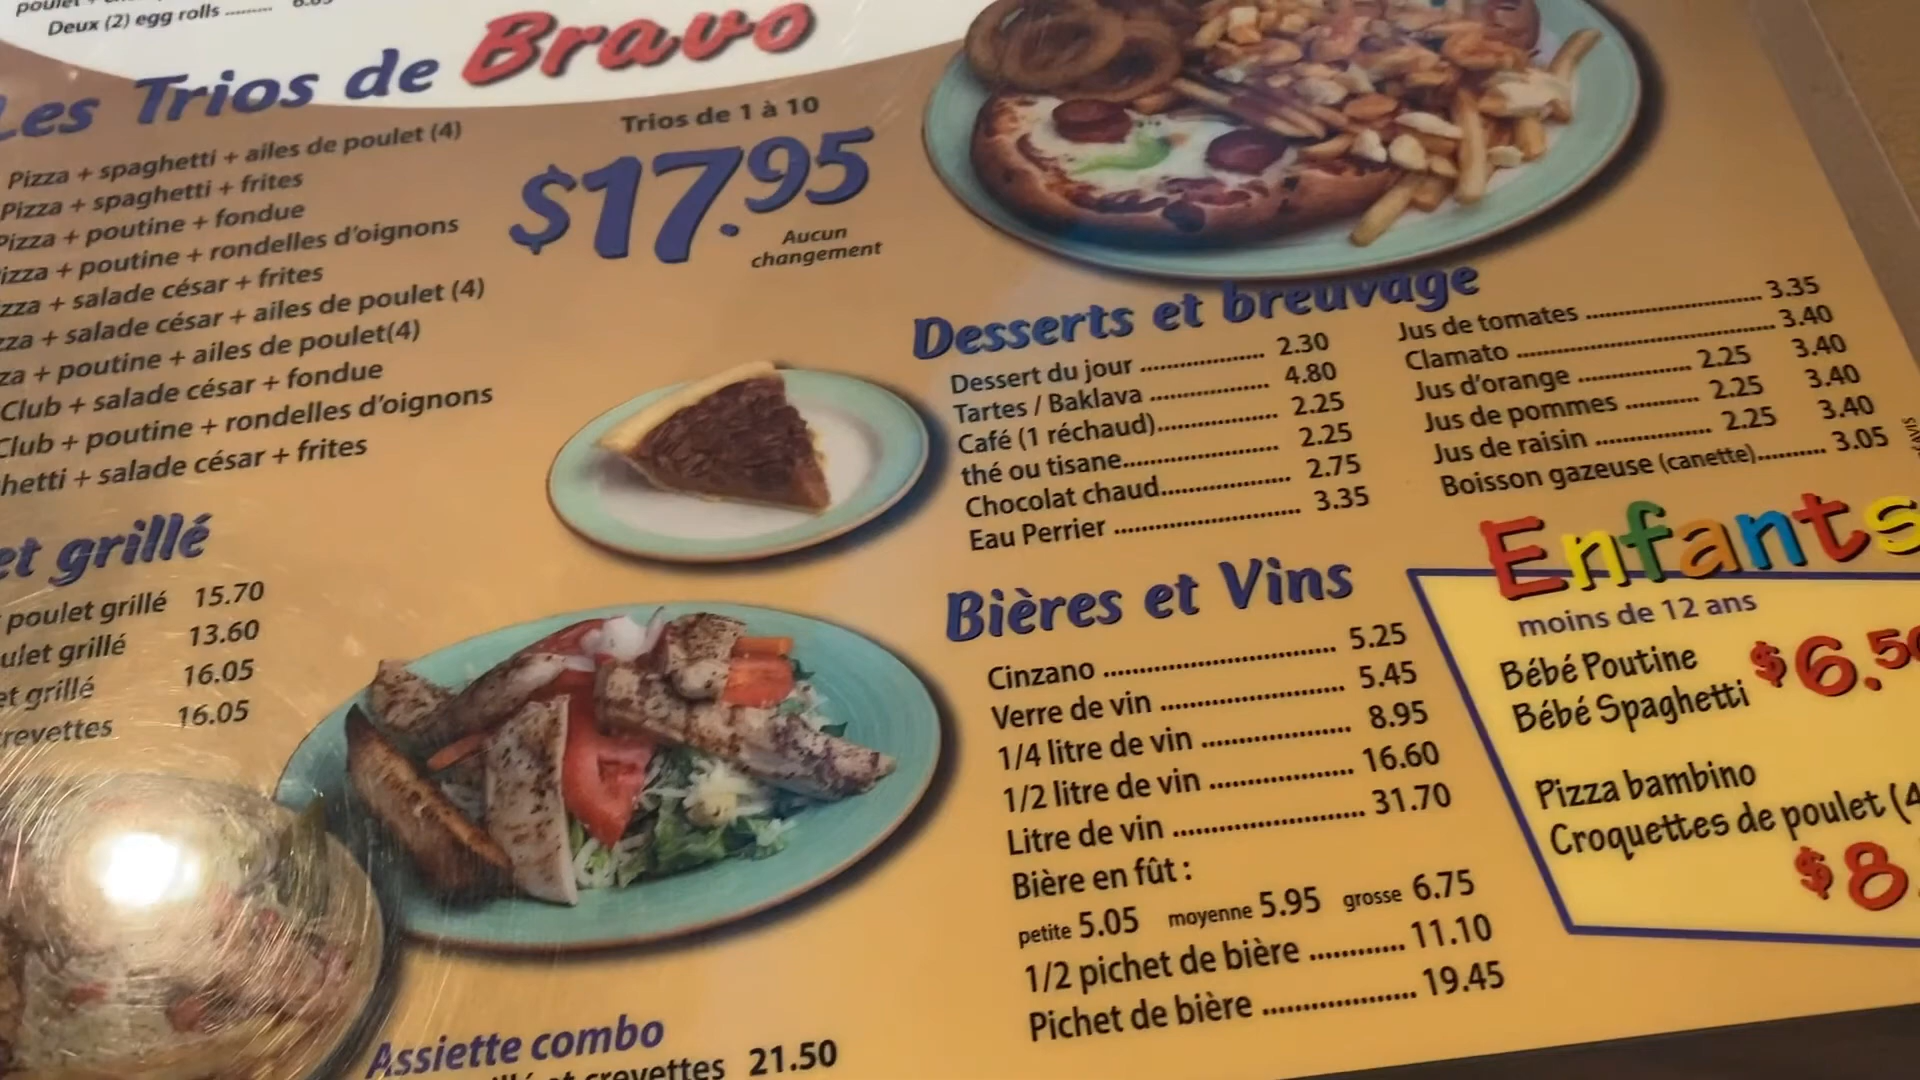 Deux (2) egg rolls .........
Les Trios de Bravo
Trios de 1 à 10
$17.95
Aucun
changement
Pizza + spaghetti + ailes de poulet (4)
Pizza + spaghetti + frites
Pizza + poutine + fondue
izza + poutine + rondelles d'oignons
zza + salade césar + frites
zza + salade césar + ailes de poulet (4)
za + poutine + ailes de poulet(4)
Club + salade césar + fondue
Club + poutine + rondelles d'oignons
hetti + salade césar + frites
et grillé
poulet grillé 15.70
ulet grillé 13.60
et grillé 16.05
revettes 16.05
Assiette combo
et crevettes 21.50
Desserts et breuvage
Dessert du jour .............. 2.30
Tartes / Baklava .............. 4.80
Café (1 réchaud).............. 2.25
thé ou tisane.................. 2.25
Chocolat chaud............... 2.75
Eau Perrier ...................... 3.35
Jus de tomates ...................... 3.35
Clamato ................................ 3.40
Jus d'orange .............. 2.25 3.40
Jus de pommes ......... 2.25 3.40
Jus de raisin .............. 2.25 3.40
Boisson gazeuse (canette).......... 3.05
Bières et Vins
Cinzano ............................ 5.25
Verre de vin ...................... 5.45
1/4 litre de vin .................. 8.95
1/2 litre de vin ................ 16.60
Litre de vin ...................... 31.70
Bière en fût :
petite 5.05 moyenne 5.95 grosse 6.75
1/2 pichet de bière .......... 11.10
Pichet de bière ................ 19.45
Enfants
moins de 12 ans
Bébé Poutine
Bébé Spaghetti
$6.50
Pizza bambino
Croquettes de poulet (4
$8